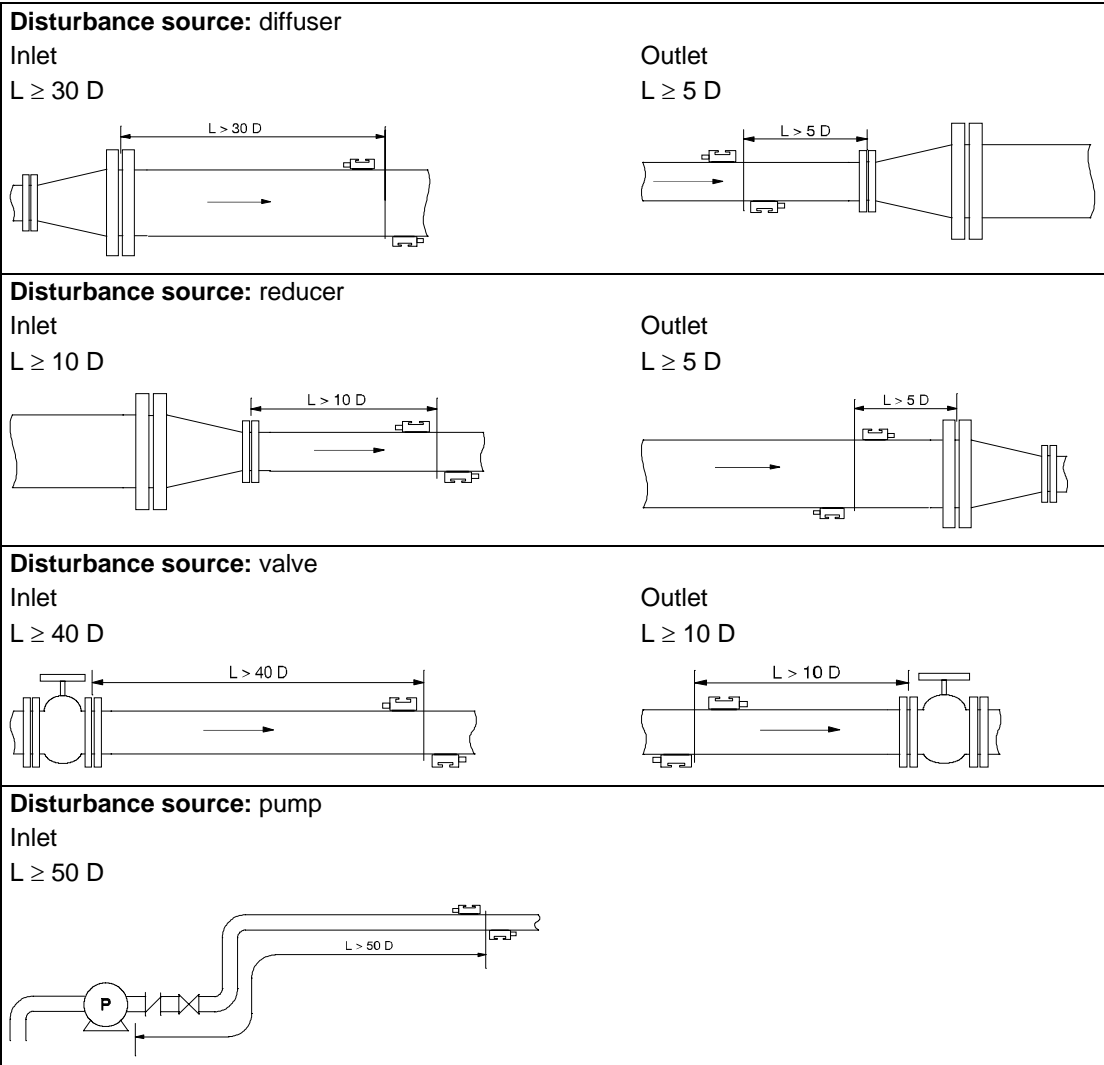 Disturbance source: diffuser
Inlet
L ≥ 30 D
L > 30 D
Outlet
L ≥ 5 D
L > 5 D
Disturbance source: reducer
Inlet
L ≥ 10 D
L > 10 D
Outlet
L ≥ 5 D
L > 5 D
Disturbance source: valve
Inlet
L ≥ 40 D
L > 40 D
Outlet
L ≥ 10 D
L > 10 D
Disturbance source: pump
Inlet
L ≥ 50 D
L > 50 D
P